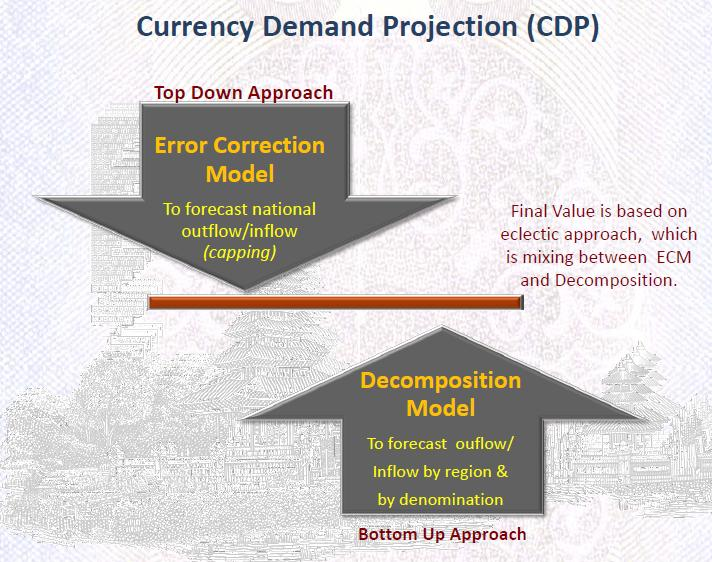 Currency Demand Projection (CDP)
Top Down Approach
Error Correction
Model
To forecast national
outflow/inflow
(capping)
Final Value is based on
eclectic approach, which
is mixing between ECM
and Decomposition.
Decomposition
Model
To forecast ouflow/
Inflow by region &
by denomination
Bottom Up Approach